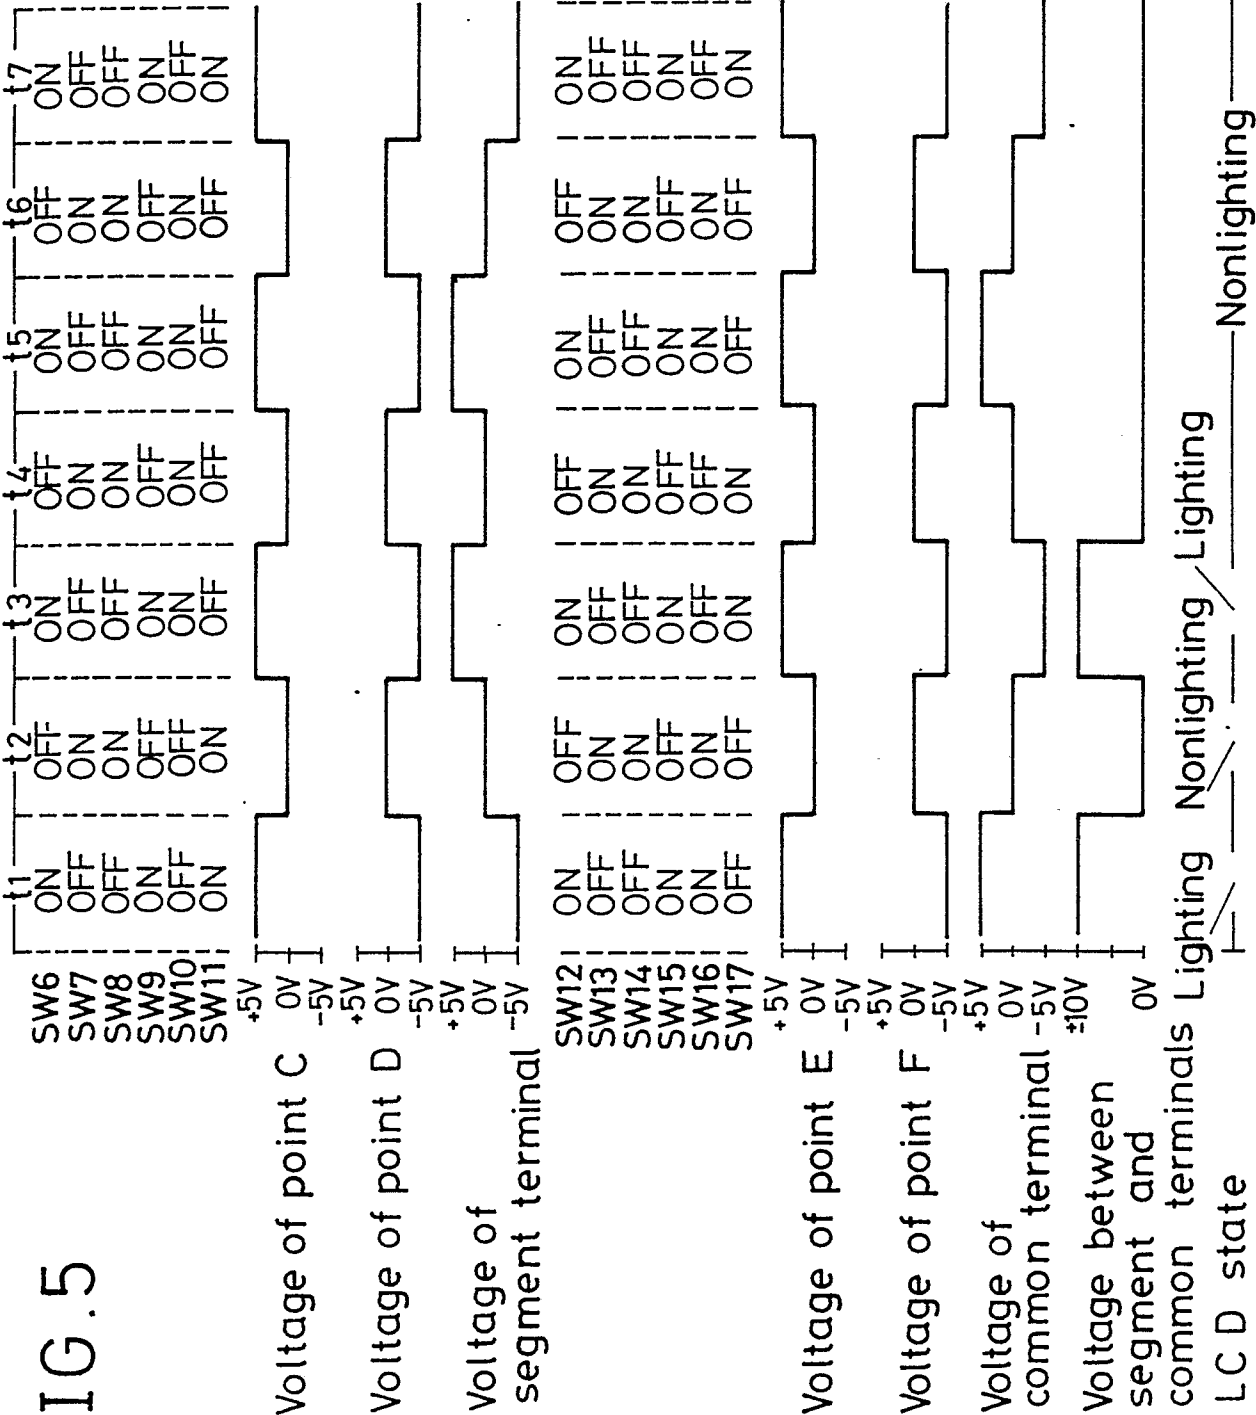 IG.5
t1 t2 t3 t4 t5 t6 t7
SW6 ON OFF ON OFF ON OFF ON
SW7 OFF ON OFF ON OFF ON OFF
SW8 OFF ON OFF ON OFF ON OFF
SW9 ON OFF ON OFF ON OFF ON
SW10 OFF OFF ON ON ON ON OFF
SW11 ON ON OFF OFF OFF OFF ON
Voltage of point C
+5V
0V
-5V
Voltage of point D
+5V
0V
-5V
Voltage of
segment terminal
+5V
0V
-5V
SW12 ON OFF ON OFF ON OFF ON
SW13 OFF ON OFF ON OFF ON OFF
SW14 OFF ON OFF ON OFF ON OFF
SW15 ON OFF ON OFF ON OFF ON
SW16 ON ON OFF OFF ON ON OFF
SW17 OFF OFF ON ON OFF OFF ON
Voltage of point E
+5V
0V
-5V
Voltage of point F
+5V
0V
-5V
Voltage of
common terminal
+5V
0V
-5V
Voltage between
segment and
common terminals
±10V
0V
LCD state
Lighting Nonlighting Lighting Nonlighting